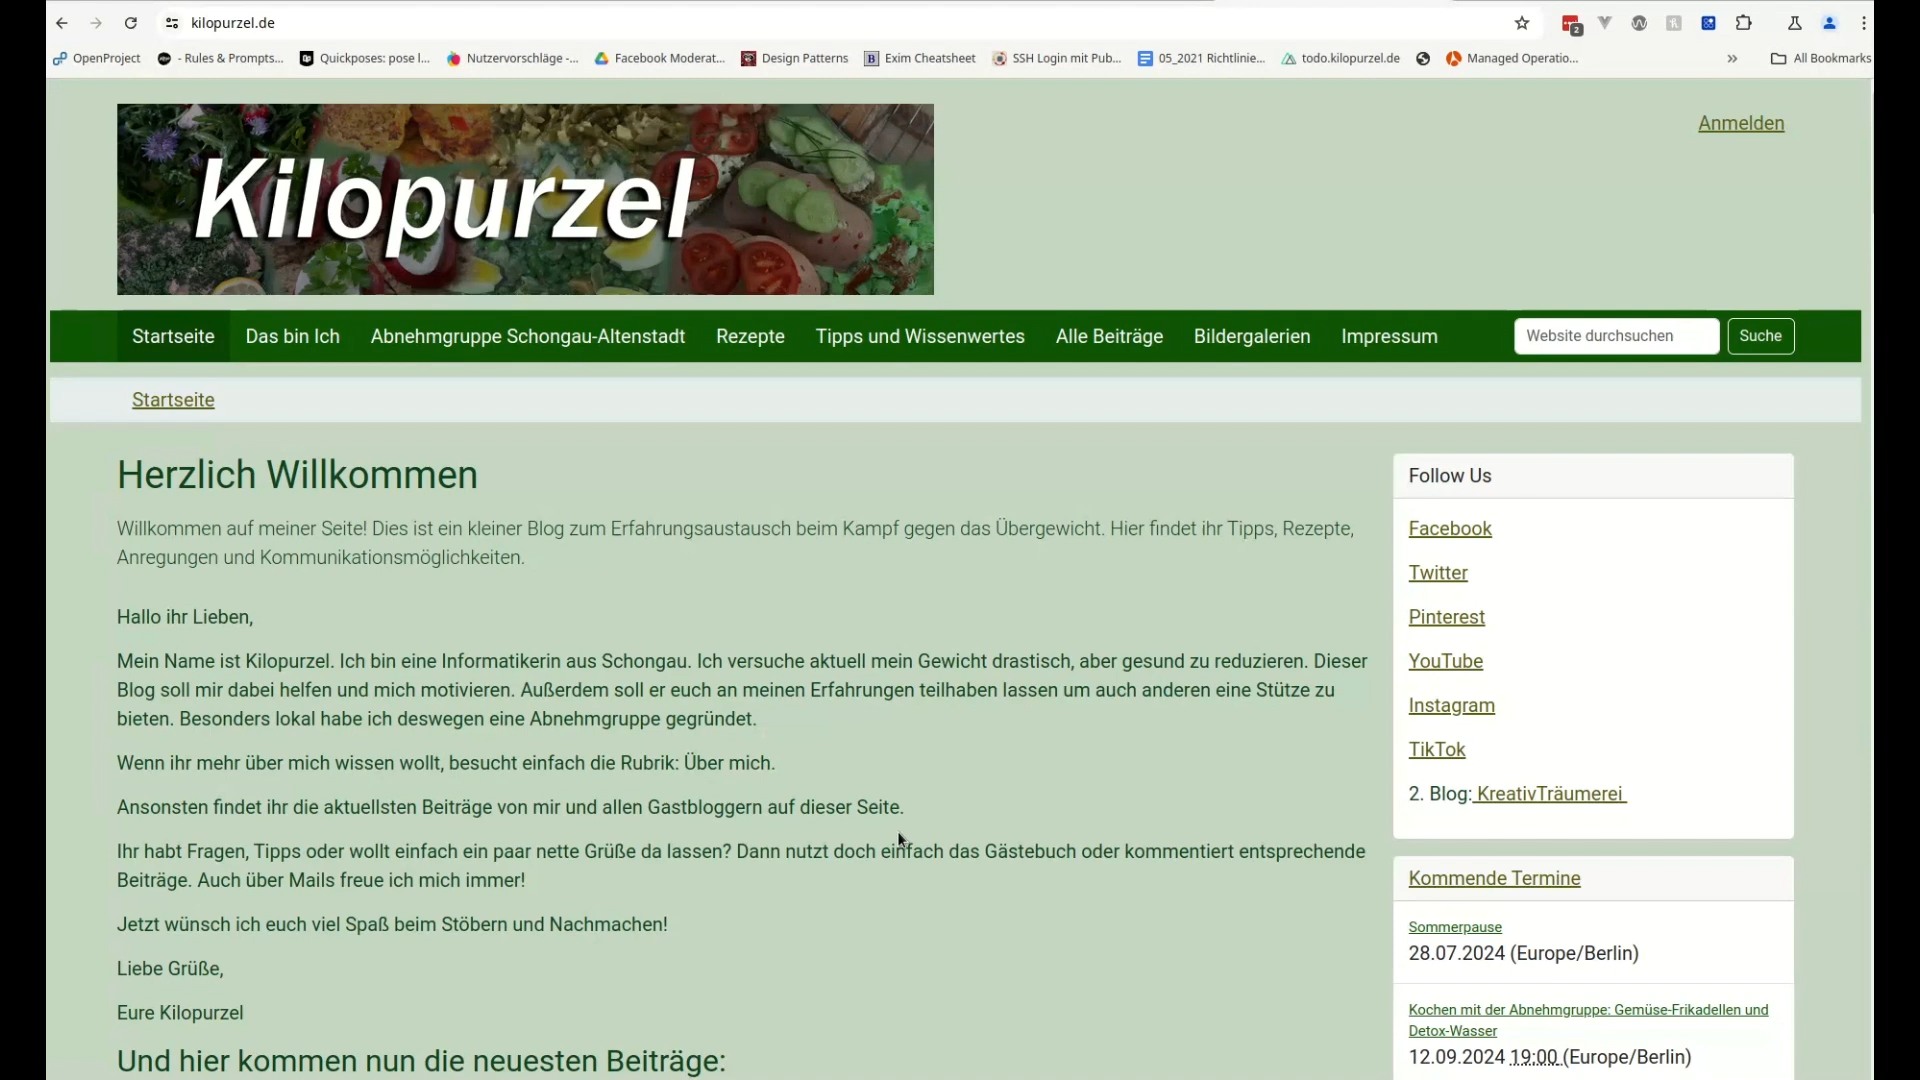 kilopurzel.de
2
OpenProject
- Rules & Prompts...
Quickposes: pose l...
Nutzervorschläge -...
Facebook Moderat...
Design Patterns
B Exim Cheatsheet
SSH Login mit Pub...
05_2021 Richtlinie...
todo.kilopurzel.de
Managed Operatio...
»
All Bookmarks
Kilopurzel
Anmelden
Startseite
Das bin Ich
Abnehmgruppe Schongau-Altenstadt
Rezepte
Tipps und Wissenwertes
Alle Beiträge
Bildergalerien
Impressum
Website durchsuchen
Suche
Startseite
Herzlich Willkommen
Willkommen auf meiner Seite! Dies ist ein kleiner Blog zum Erfahrungsaustausch beim Kampf gegen das Übergewicht. Hier findet ihr Tipps, Rezepte,
Anregungen und Kommunikationsmöglichkeiten.
Hallo ihr Lieben,
Mein Name ist Kilopurzel. Ich bin eine Informatikerin aus Schongau. Ich versuche aktuell mein Gewicht drastisch, aber gesund zu reduzieren. Dieser
Blog soll mir dabei helfen und mich motivieren. Außerdem soll er euch an meinen Erfahrungen teilhaben lassen um auch anderen eine Stütze zu
bieten. Besonders lokal habe ich deswegen eine Abnehmgruppe gegründet.
Wenn ihr mehr über mich wissen wollt, besucht einfach die Rubrik: Über mich.
Ansonsten findet ihr die aktuellsten Beiträge von mir und allen Gastbloggern auf dieser Seite.
Ihr habt Fragen, Tipps oder wollt einfach ein paar nette Grüße da lassen? Dann nutzt doch einfach das Gästebuch oder kommentiert entsprechende
Beiträge. Auch über Mails freue ich mich immer!
Jetzt wünsch ich euch viel Spaß beim Stöbern und Nachmachen!
Liebe Grüße,
Eure Kilopurzel
Und hier kommen nun die neuesten Beiträge:
Follow Us
Facebook
Twitter
Pinterest
YouTube
Instagram
TikTok
2. Blog: KreativTräumerei
Kommende Termine
Sommerpause
28.07.2024 (Europe/Berlin)
Kochen mit der Abnehmgruppe: Gemüse-Frikadellen und
Detox-Wasser
12.09.2024 19:00 (Europe/Berlin)